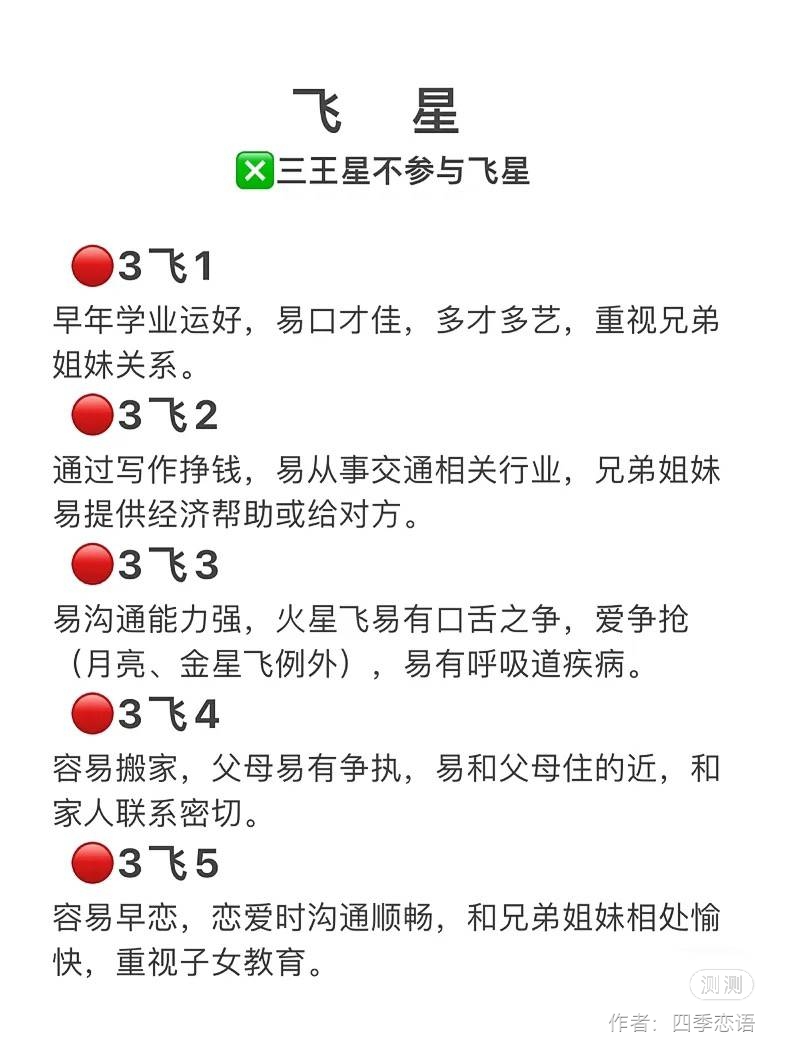 飞 星
❎三王星不参与飞星
🔴3飞1
早年学业运好，易口才佳，多才多艺，重视兄弟
姐妹关系。
🔴3飞2
通过写作挣钱，易从事交通相关行业，兄弟姐妹
易提供经济帮助或给对方。
🔴3飞3
易沟通能力强，火星飞易有口舌之争，爱争抢
（月亮、金星飞例外），易有呼吸道疾病。
🔴3飞4
容易搬家，父母易有争执，易和父母住的近，和
家人联系密切。
🔴3飞5
容易早恋，恋爱时沟通顺畅，和兄弟姐妹相处愉
快，重视子女教育。
测测
作者：四季恋语